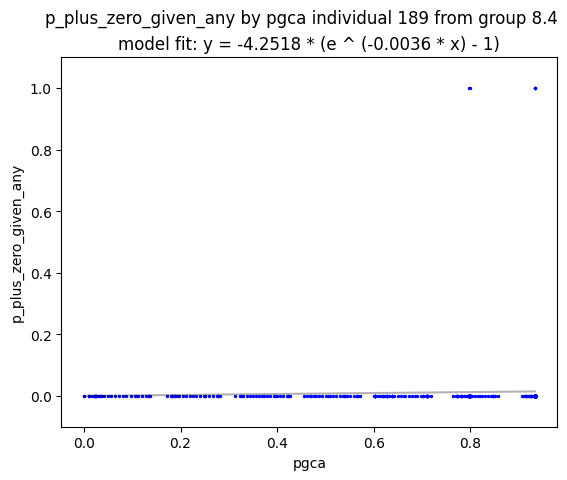 p_plus_zero_given_any by pgca individual 189 from group 8.4
model fit: y = -4.2518 * (e ^ (-0.0036 * x) - 1)
1.0
0.8
0.6
0.4
0.2
0.0
p_plus_zero_given_any
0.0 0.2 0.4 0.6 0.8
pgca